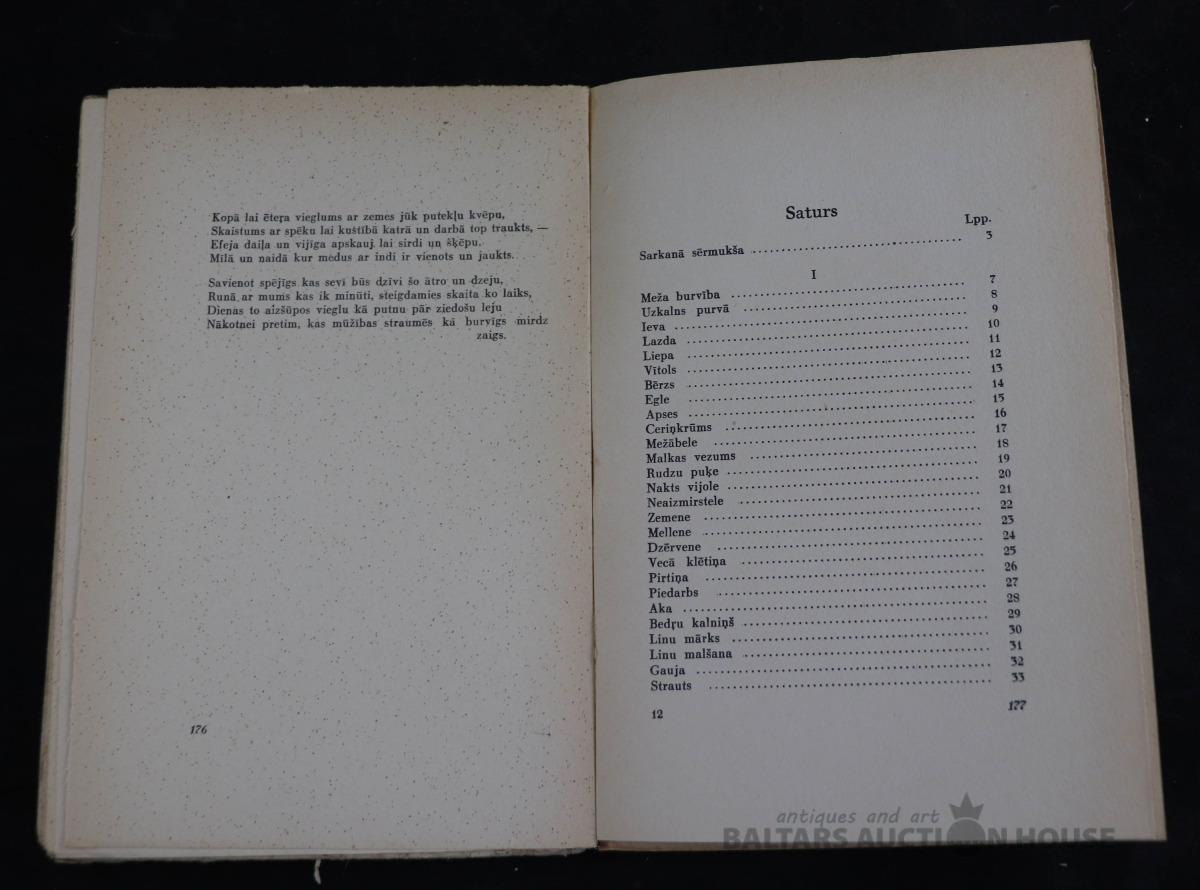 Kopā lai ēteŗa vieglums ar zemes jūk putekļu kvēpu,
Skaistums ar spēku lai kustībā katrā un darbā top traukts, —
Efeja daiļa un vijīga apskauj lai sirdi un šķēpu.
Milā un naidā kur medus ar indi ir vienots un jaukts.
Savienot spējīgs kas sevī būs dzīvi šo ātro un dzeju,
Runā ar mums kas ik minūti, steigdamies skaita ko laiks,
Dienas to aizšūpos vieglu kā putnu pār ziedošu leju
Nākotnei pretim, kas mūžības straumēs kā burvīgs mirdz
zaigs.
176
Saturs
Lpp.
Sarkanā sērmukša 3
I
Meža burvība 7
Uzkalns purvā 8
Ieva 9
Lazda 10
Liepa 11
Vītols 12
Bērzs 13
Egle 14
Apses 15
Ceriņkrūms 16
Mežābele 17
Malkas vezums 18
Rudzu puķe 19
Nakts vijole 20
Neaizmirstele 21
Zemene 22
Mellene 23
Dzērvene 24
Vecā klētiņa 25
Pirtiņa 26
Piedarbs 27
Aka 28
Bedŗu kalniņš 29
Linu mārks 30
Linu malšana 31
Gauja 32
Strauts 33
12 177
antiques and art
BALTARS AUCTION HOUSE